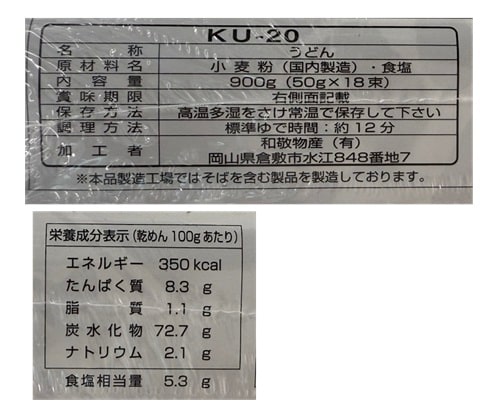 KU-20
名称 うどん
原材料名 小麦粉（国内製造）・食塩
内容量 900g（50g×18束）
賞味期限 右側面記載
保存方法 高温多湿をさけ常温で保存して下さい
調理方法 標準ゆで時間：約12分
加工者 和敬物産（有）
岡山県倉敷市水江848番地7
※本品製造工場ではそばを含む製品を製造しております。
栄養成分表示（乾めん100gあたり）
エネルギー 350kcal
たんぱく質 8.3 g
脂質 1.1 g
炭水化物 72.7 g
ナトリウム 2.1 g
食塩相当量 5.3 g